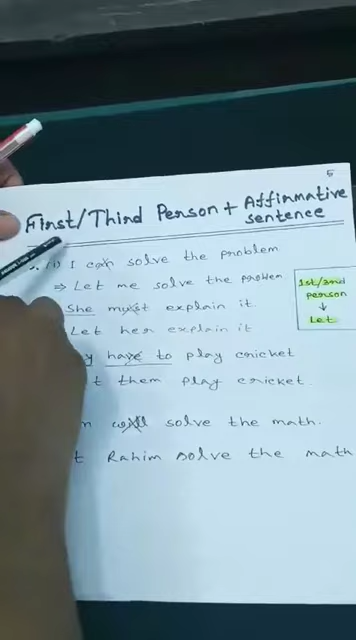 5
First/Third Person + Affirmative
sentence
I can solve the problem
⇒ Let me solve the problem
She must explain it
Let her explain it
have to play cricket
them play cricket.
will solve the math.
Rahim solve the math
1st/2nd
person
↓
Let